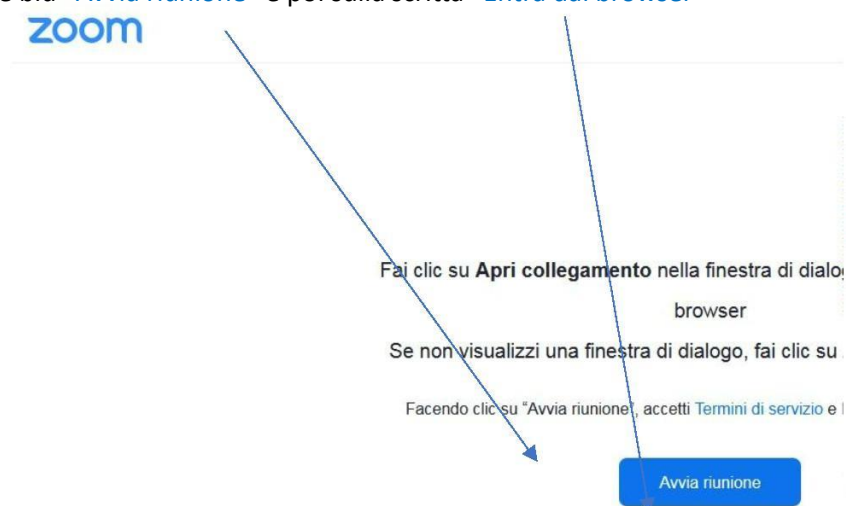 zoom
Fai clic su Apri collegamento nella finestra di
browser
Se non visualizzi una finestra di dialogo, fai clic su
Facendo clic su "Avvia riunione", accetti Termini di servizio e
Avvia riunione